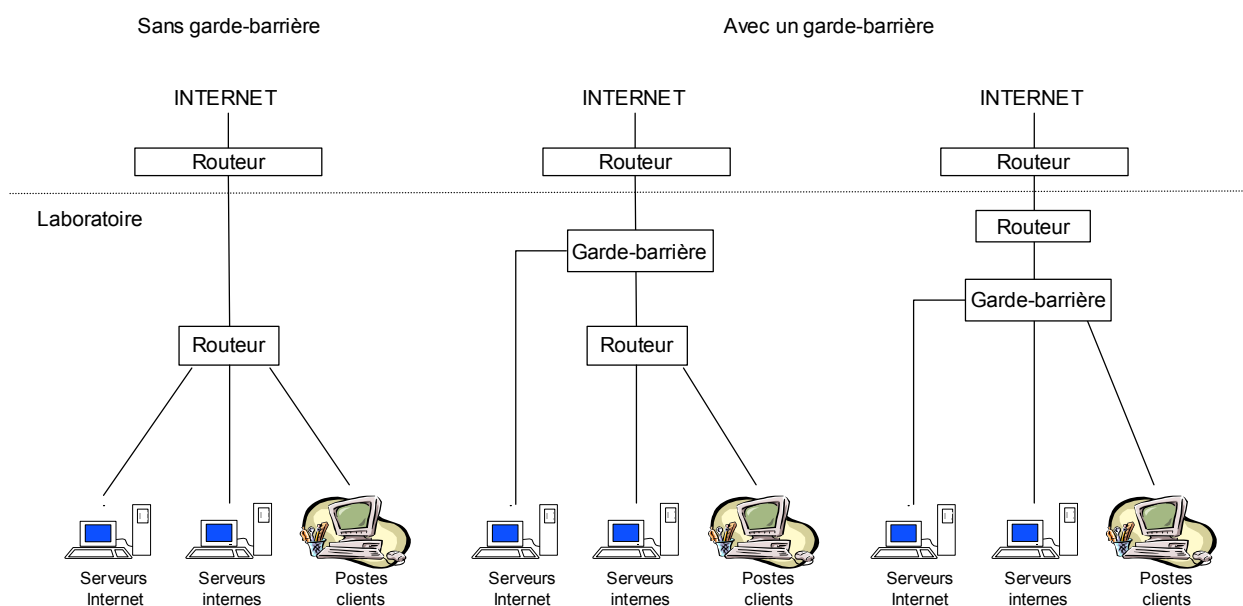 Sans garde-barrière
Avec un garde-barrière
INTERNET
INTERNET
INTERNET
Routeur
Routeur
Routeur
Laboratoire
Routeur
Garde-barrière
Garde-barrière
Routeur
Routeur
Serveurs
Internet
Serveurs
internes
Postes
clients
Serveurs
Internet
Serveurs
internes
Postes
clients
Serveurs
Internet
Serveurs
internes
Postes
clients